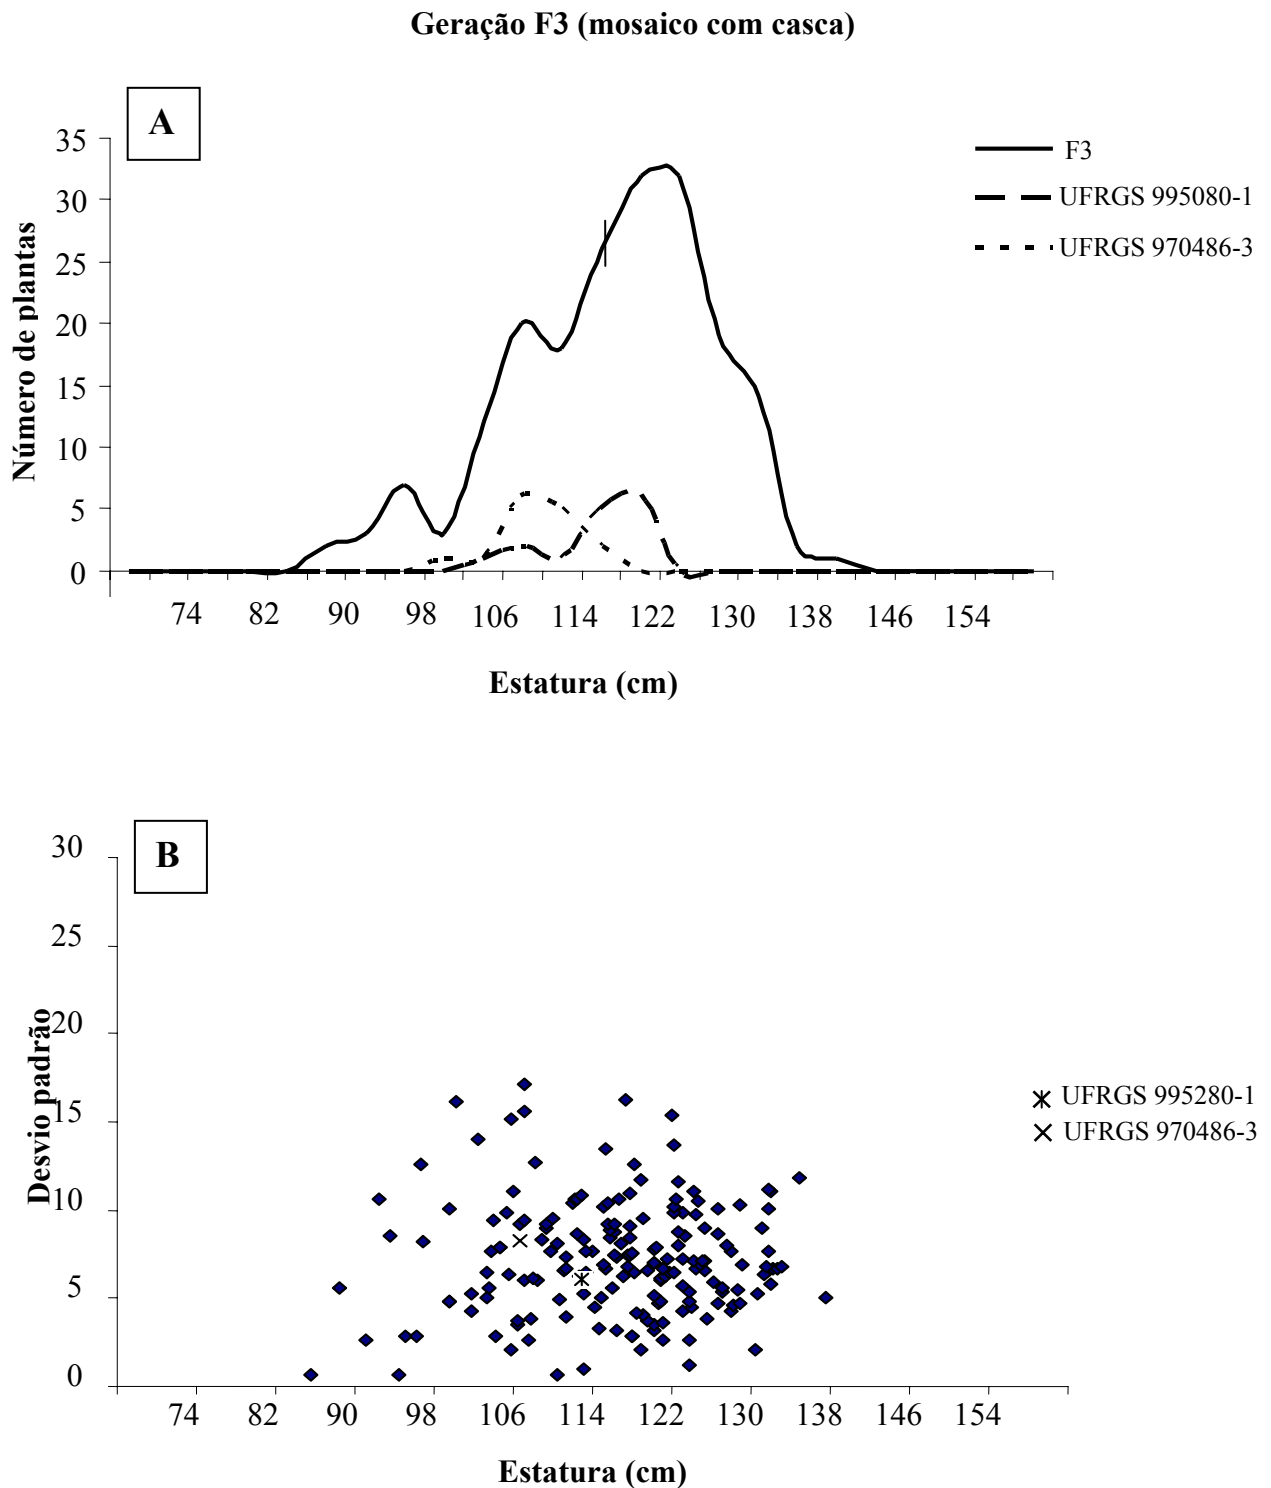 Geração F3 (mosaico com casca)
A
35
30
25
20
15
10
5
0
Número de plantas
F3
UFRGS 995080-1
UFRGS 970486-3
74 82 90 98 106 114 122 130 138 146 154
Estatura (cm)
B
30
25
20
15
10
5
0
Desvio padrão
UFRGS 995280-1
UFRGS 970486-3
74 82 90 98 106 114 122 130 138 146 154
Estatura (cm)